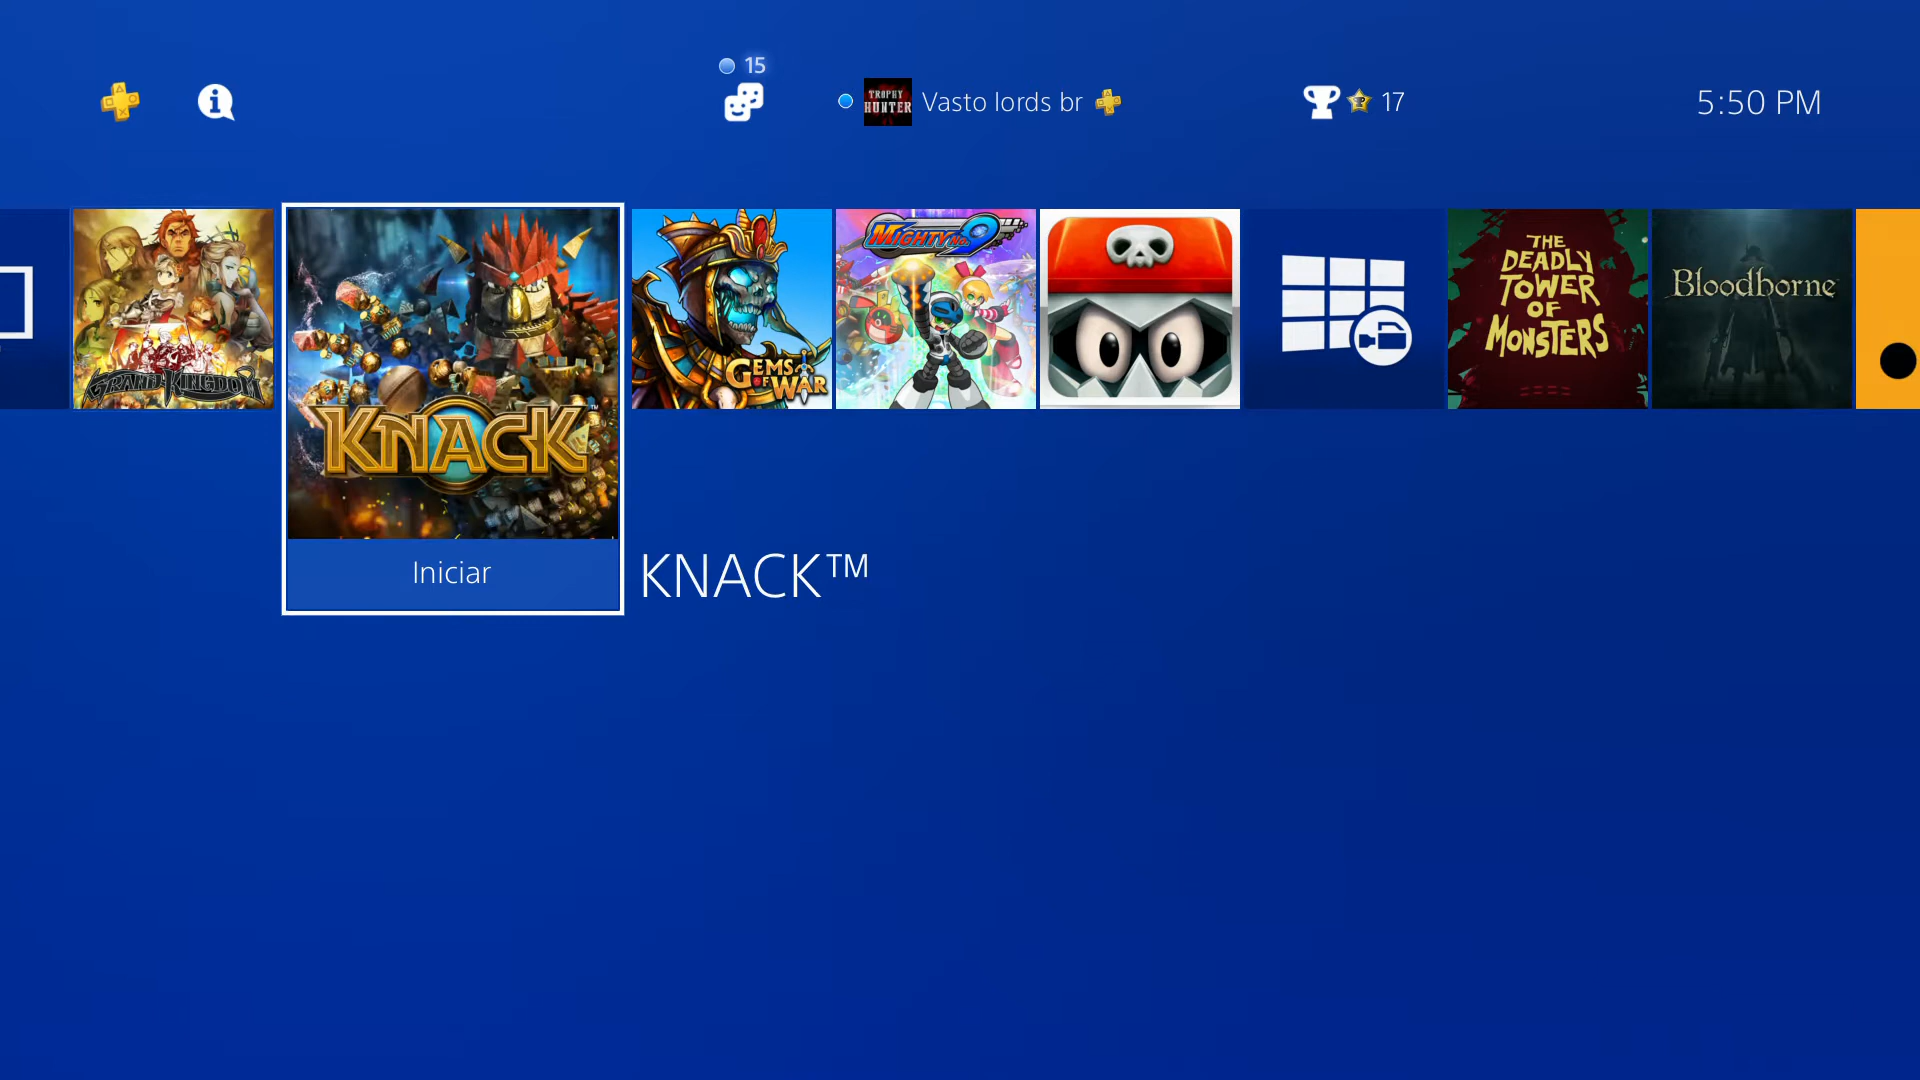 15
TROPHY
HUNTER
Vasto lords br
17
5:50 PM
GRAND KINGDOM
KNACK
™
GEMS
OF WAR
MIGHTY No. 9
THE
DEADLY
TOWER
OF
MONSTERS
Bloodborne
Iniciar
KNACK™